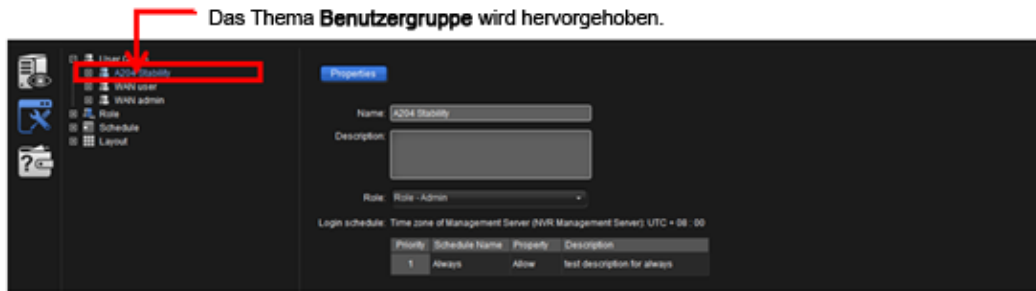 Das Thema Benutzergruppe wird hervorgehoben.
User
A204 Stability
WAN user
WAN admin
Role
Schedule
Layout
Properties
Name: A204 Stability
Description:
Role: Role - Admin
Login schedule: Time zone of Management Server (NVR Management Server): UTC + 08 : 00
Priority Schedule Name Property Description
1 Always Allow test description for always